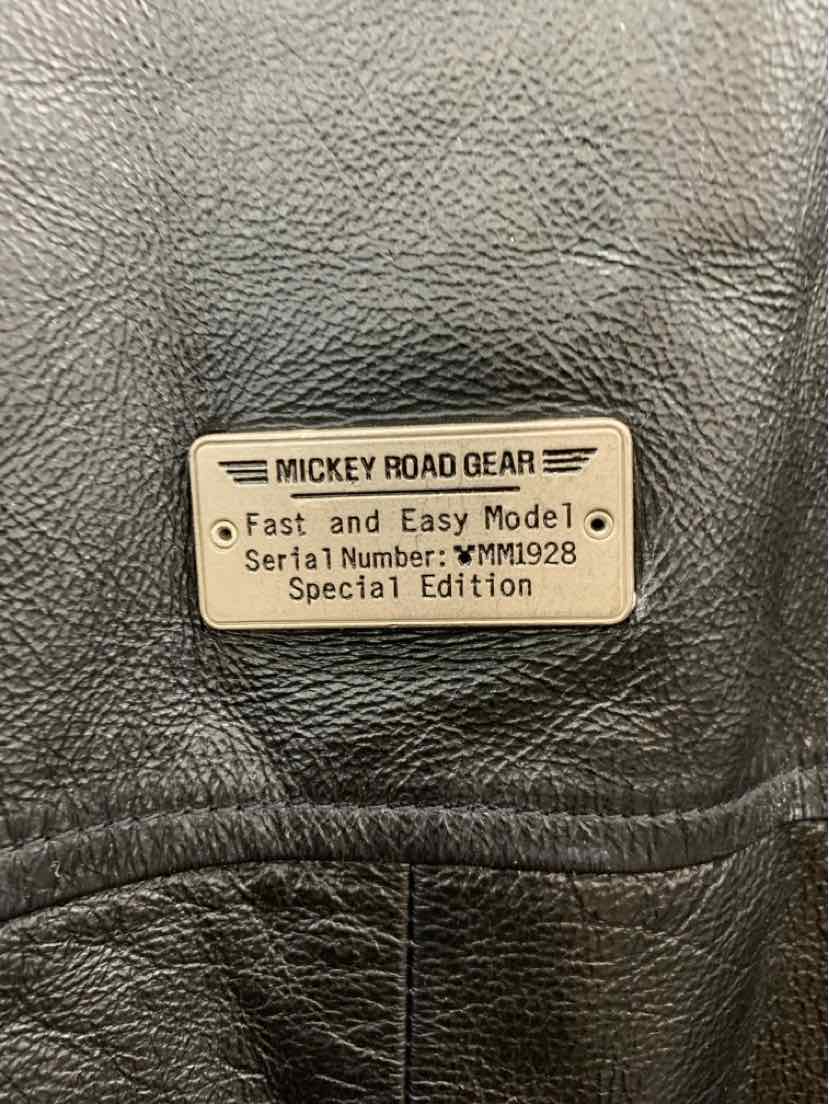 MICKEY ROAD GEAR
Fast and Easy Model
Serial Number: MM1928
Special Edition